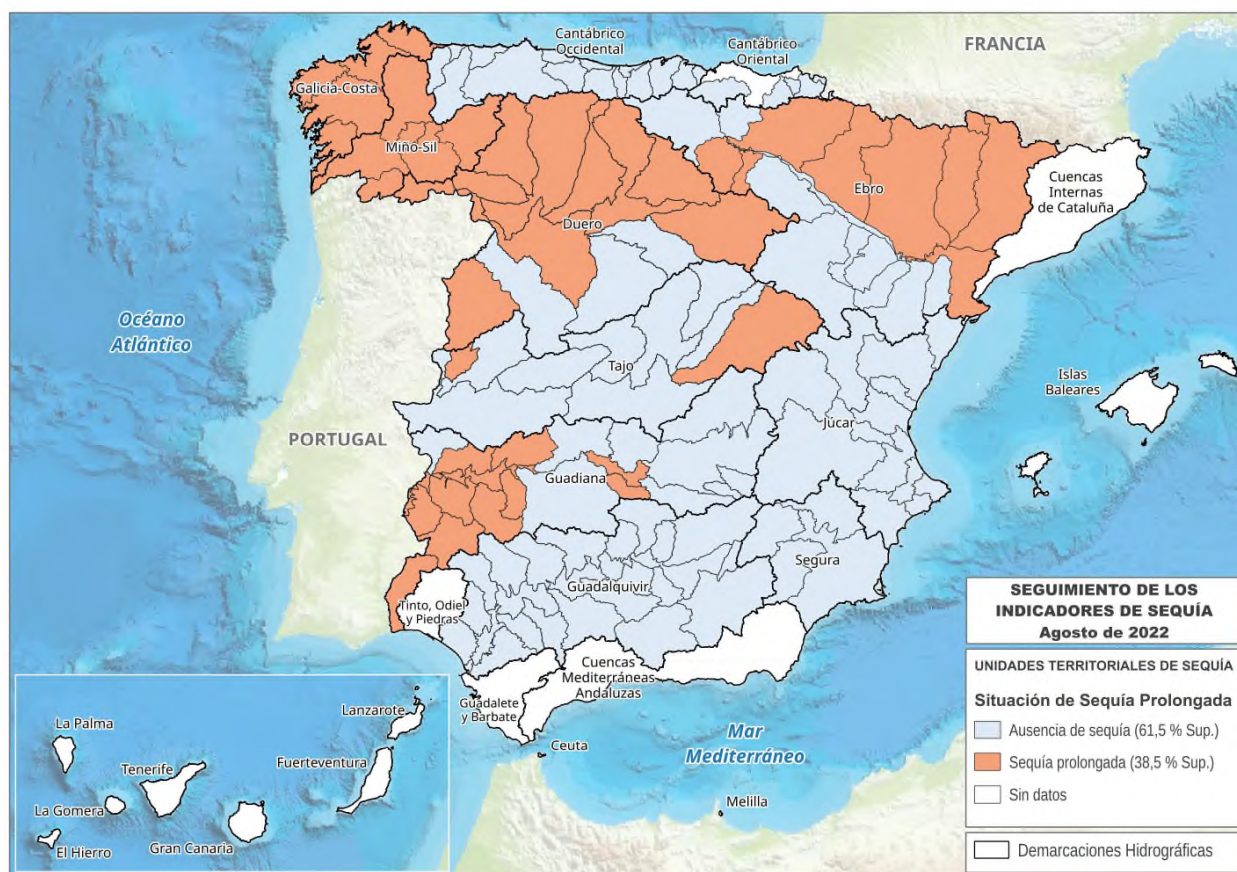 Cantábrico
Occidental
Cantábrico
Oriental
FRANCIA
Galicia-Costa
Miño-Sil
Cuencas
Internas
de Cataluña
Ebro
Duero
Océano
Atlántico
Tajo
Islas
Baleares
PORTUGAL
Júcar
Guadiana
Segura
Guadalquivir
Tinto, Odiel
y Piedras
Cuencas
Mediterráneas
Andaluzas
Guadalete
y Barbate
Ceuta
Mar
Mediterráneo
Melilla
La Palma
Lanzarote
Tenerife
Fuerteventura
La Gomera
El Hierro
Gran Canaria
SEGUIMIENTO DE LOS
INDICADORES DE SEQUÍA
Agosto de 2022
UNIDADES TERRITORIALES DE SEQUÍA
Situación de Sequía Prolongada
Ausencia de sequía (61,5 % Sup.)
Sequía prolongada (38,5 % Sup.)
Sin datos
Demarcaciones Hidrográficas